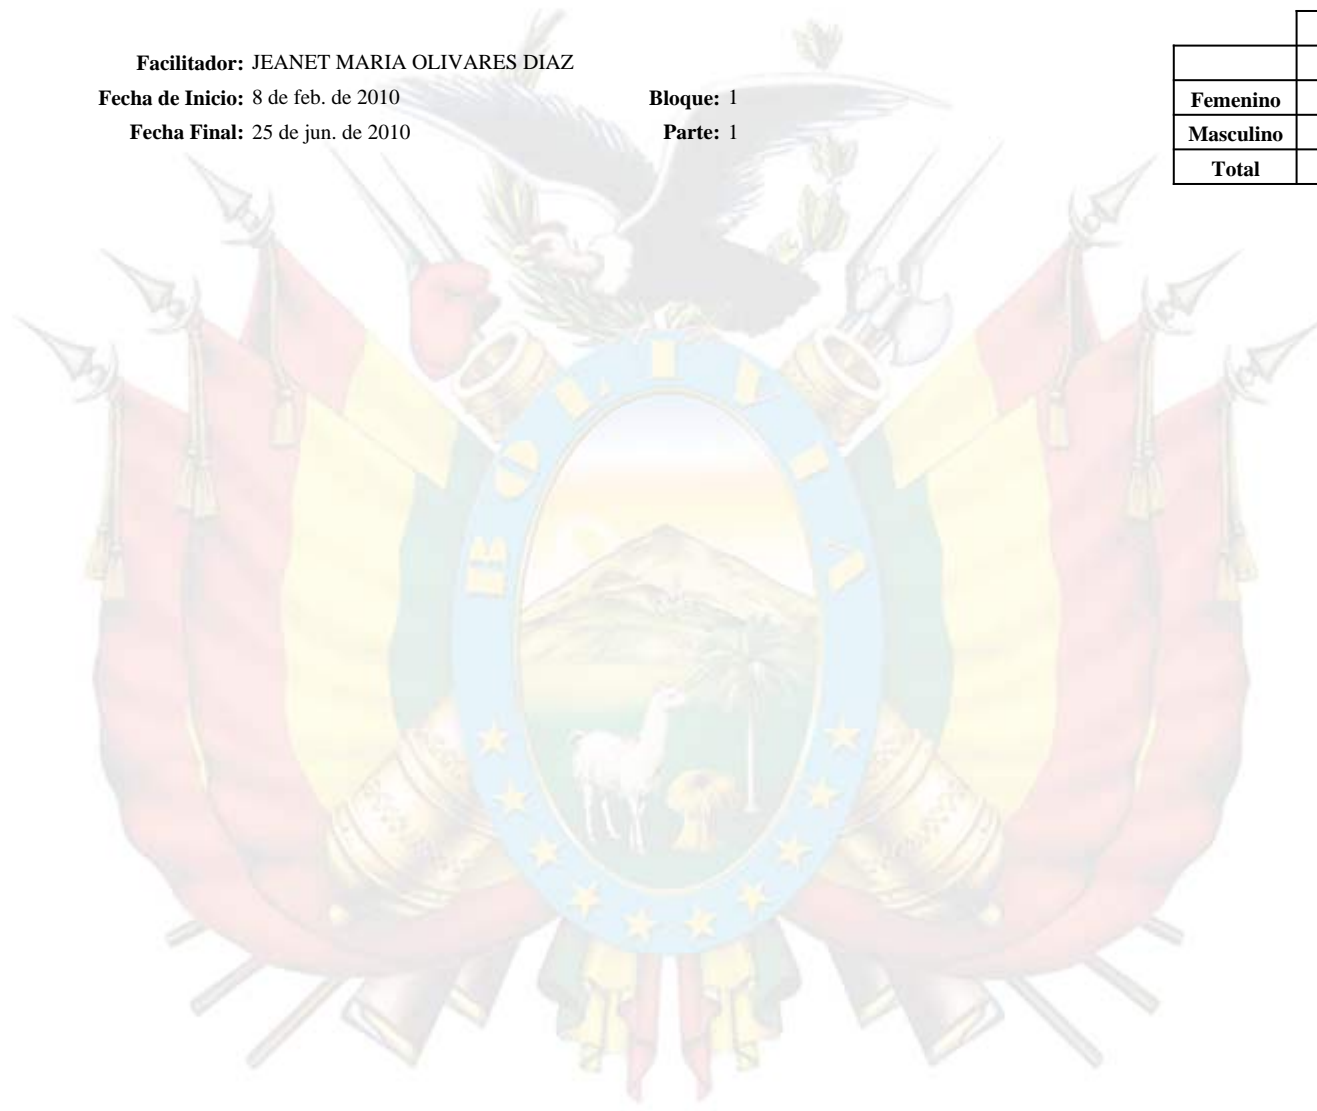 Facilitador: JEANET MARIA OLIVARES DIAZ
Fecha de Inicio: 8 de feb. de 2010 Bloque: 1
Fecha Final: 25 de jun. de 2010 Parte: 1
Femenino
Masculino
Total
BOLIVIA